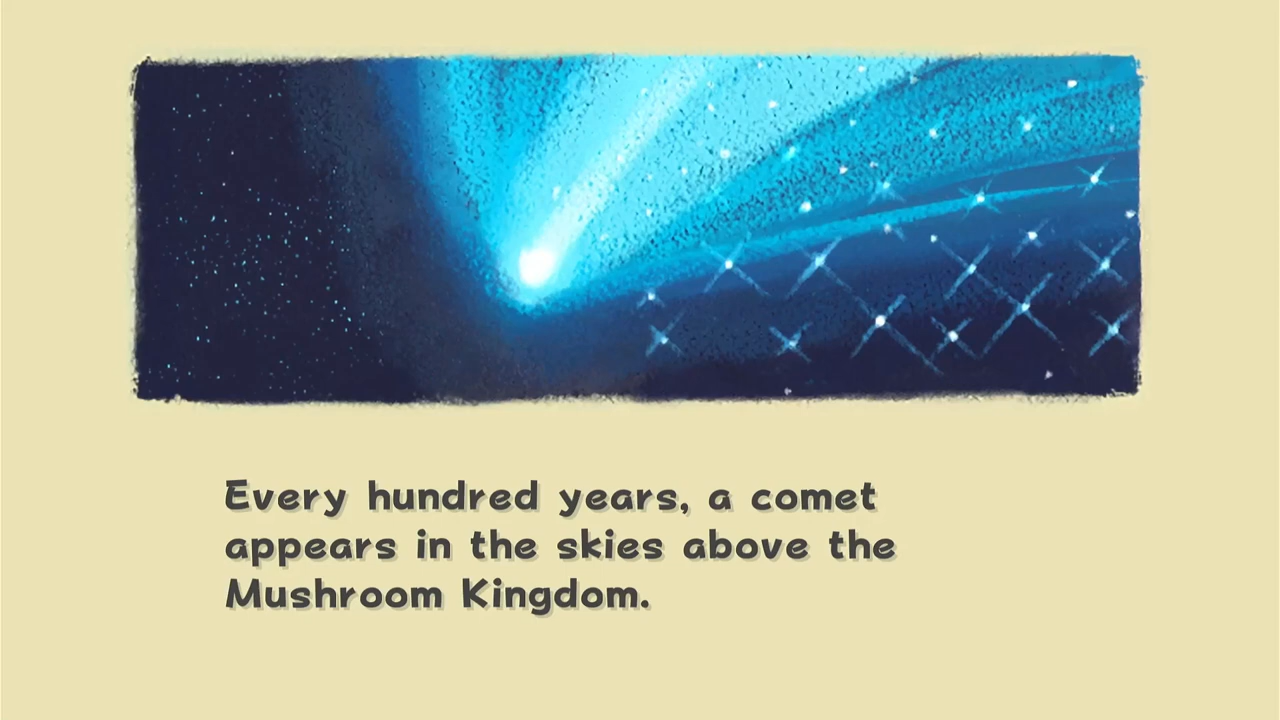 Every hundred years, a comet
appears in the skies above the
Mushroom Kingdom.